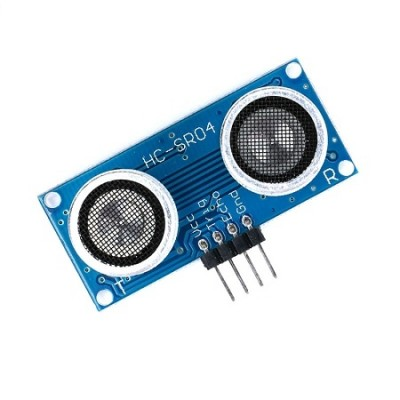 HC-SR04
Vcc
Trig
Echo
Gnd
T
R